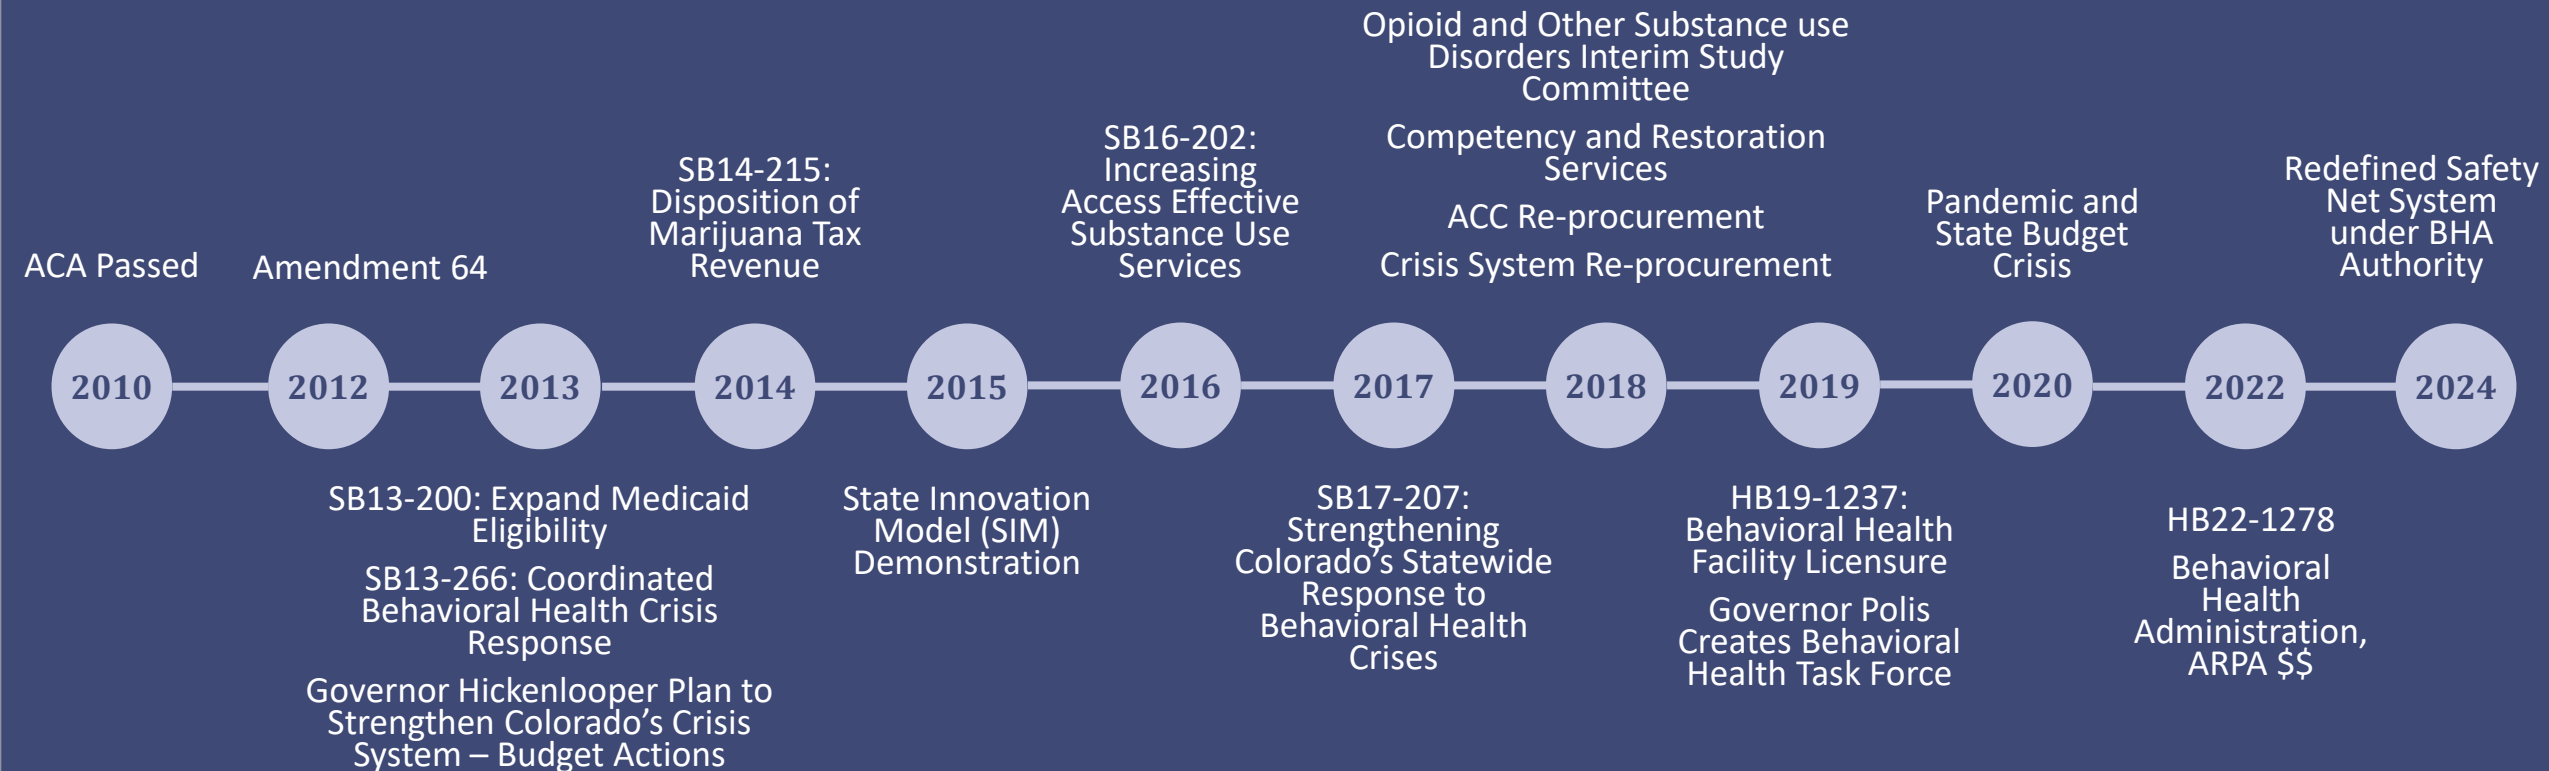 ACA Passed
Amendment 64
SB14-215:
Disposition of
Marijuana Tax
Revenue
SB16-202:
Increasing
Access Effective
Substance Use
Services
Opioid and Other Substance use
Disorders Interim Study
Committee
Competency and Restoration
Services
ACC Re-procurement
Crisis System Re-procurement
Pandemic and
State Budget
Crisis
Redefined Safety
Net System
under BHA
Authority
2010
2012
2013
2014
2015
2016
2017
2018
2019
2020
2022
2024
SB13-200: Expand Medicaid
Eligibility
SB13-266: Coordinated
Behavioral Health Crisis
Response
Governor Hickenlooper Plan to
Strengthen Colorado’s Crisis
System – Budget Actions
State Innovation
Model (SIM)
Demonstration
SB17-207:
Strengthening
Colorado’s Statewide
Response to
Behavioral Health
Crises
HB19-1237:
Behavioral Health
Facility Licensure
Governor Polis
Creates Behavioral
Health Task Force
HB22-1278
Behavioral
Health
Administration,
ARPA $$